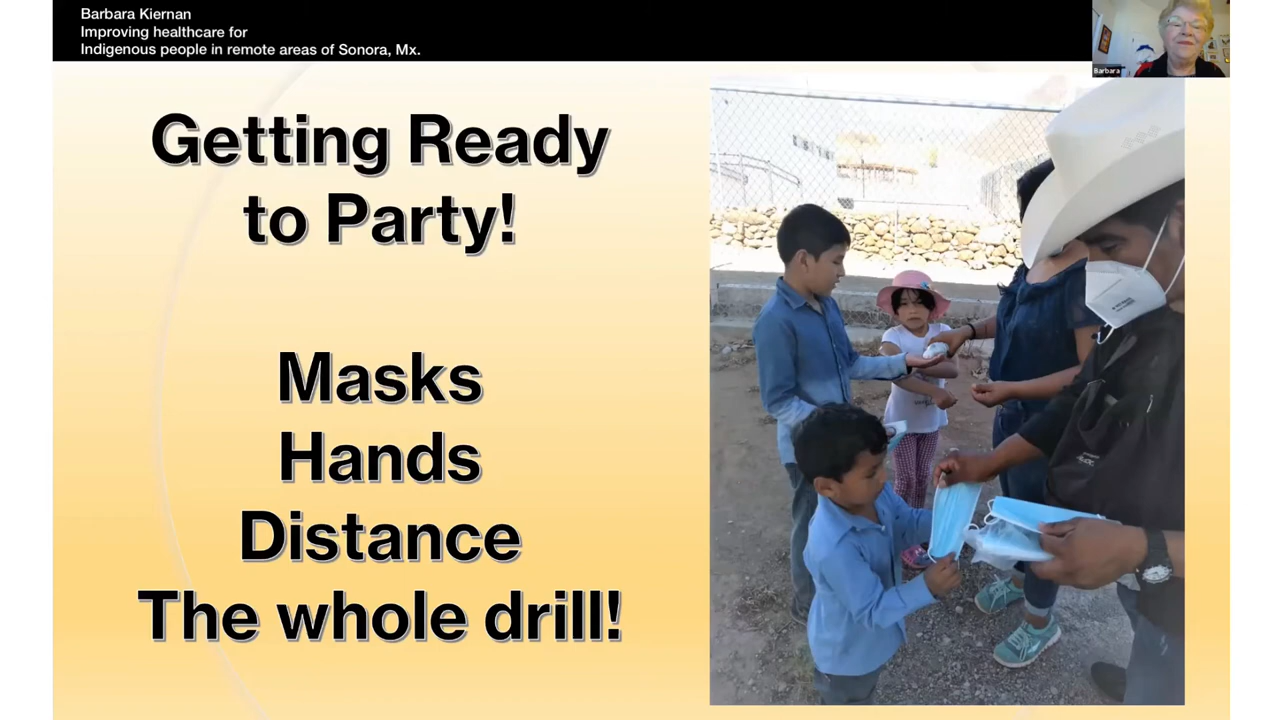 Barbara Kiernan
Improving healthcare for
Indigenous people in remote areas of Sonora, Mx.
Barbara
Getting Ready
to Party!
Masks
Hands
Distance
The whole drill!